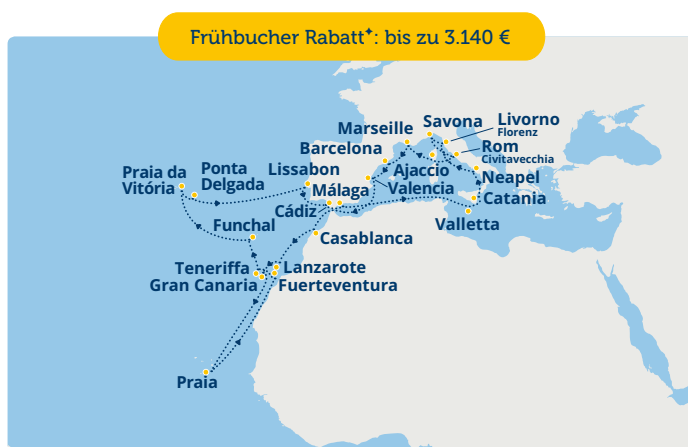 Frühbucher Rabatt✦: bis zu 3.140 €
Savona
Livorno
Florenz
Marseille
Rom
Civitavecchia
Barcelona
Ajaccio
Neapel
Praia da
Vitória
Ponta
Delgada
Lissabon
Málaga
Valencia
Catania
Cádiz
Valletta
Funchal
Casablanca
Teneriffa
Lanzarote
Gran Canaria
Fuerteventura
Praia